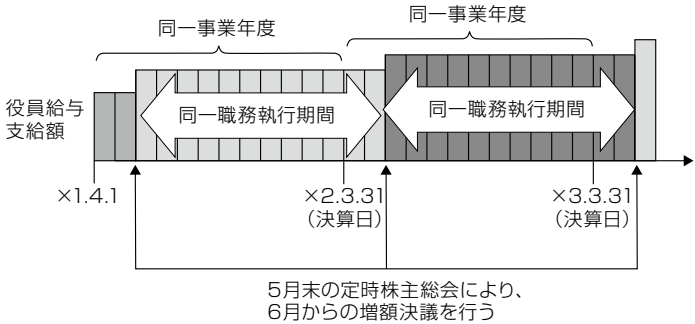 同一事業年度
同一事業年度
役員給与
支給額
同一職務執行期間
同一職務執行期間
×1.4.1
×2.3.31
(決算日)
×3.3.31
(決算日)
5月末の定時株主総会により、
6月からの増額決議を行う